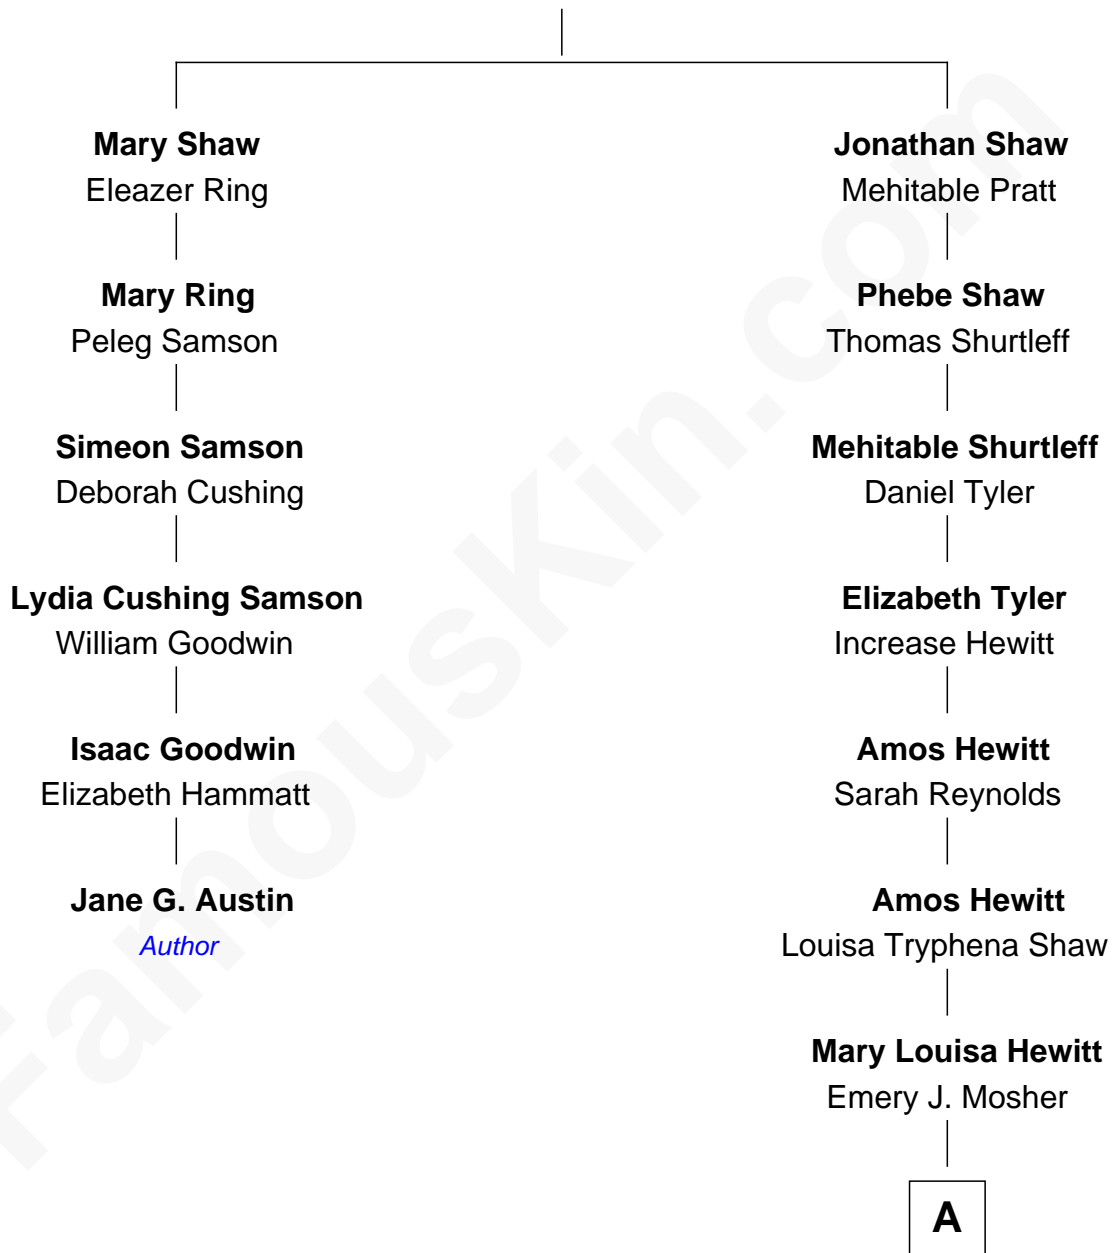 Mary Shaw
Eleazer Ring
Mary Ring
Peleg Samson
Simeon Samson
Deborah Cushing
Lydia Cushing Samson
William Goodwin
Isaac Goodwin
Elizabeth Hammatt
Jane G. Austin
Author
Jonathan Shaw
Mehitable Pratt
Phebe Shaw
Thomas Shurtleff
Mehitable Shurtleff
Daniel Tyler
Elizabeth Tyler
Increase Hewitt
Amos Hewitt
Sarah Reynolds
Amos Hewitt
Louisa Tryphena Shaw
Mary Louisa Hewitt
Emery J. Mosher
A
FamousKin.com